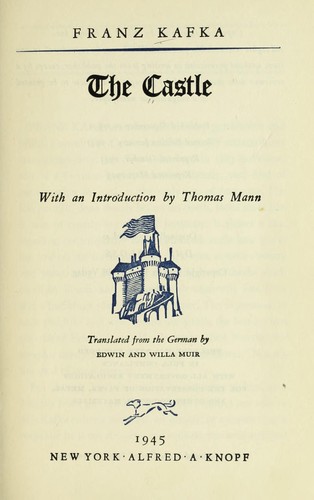 FRANZ KAFKA
The Castle
With an Introduction by Thomas Mann
Translated from the German by
EDWIN AND WILLA MUIR
1945
NEW YORK · ALFRED · A · KNOPF